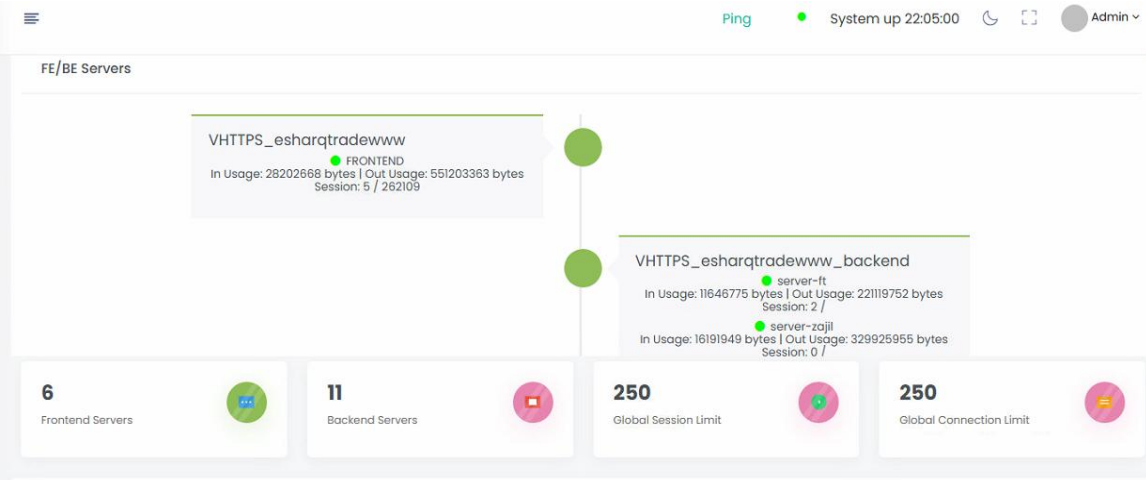 Ping
System up 22:05:00
Admin
FE/BE Servers
VHTTPS_esharqtradewww
FRONTEND
In Usage: 28202668 bytes | Out Usage: 551203363 bytes
Session: 5 / 262109
VHTTPS_esharqtradewww_backend
server-ft
In Usage: 11646775 bytes | Out Usage: 221119752 bytes
Session: 2 /
server-zajil
In Usage: 16191949 bytes | Out Usage: 329925955 bytes
Session: 0 /
6
Frontend Servers
11
Backend Servers
250
Global Session Limit
250
Global Connection Limit